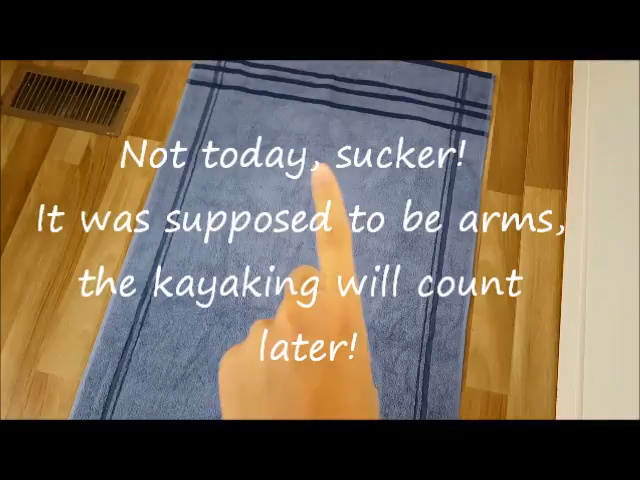 Not today, sucker!
It was supposed to be arms,
the kayaking will count
later!